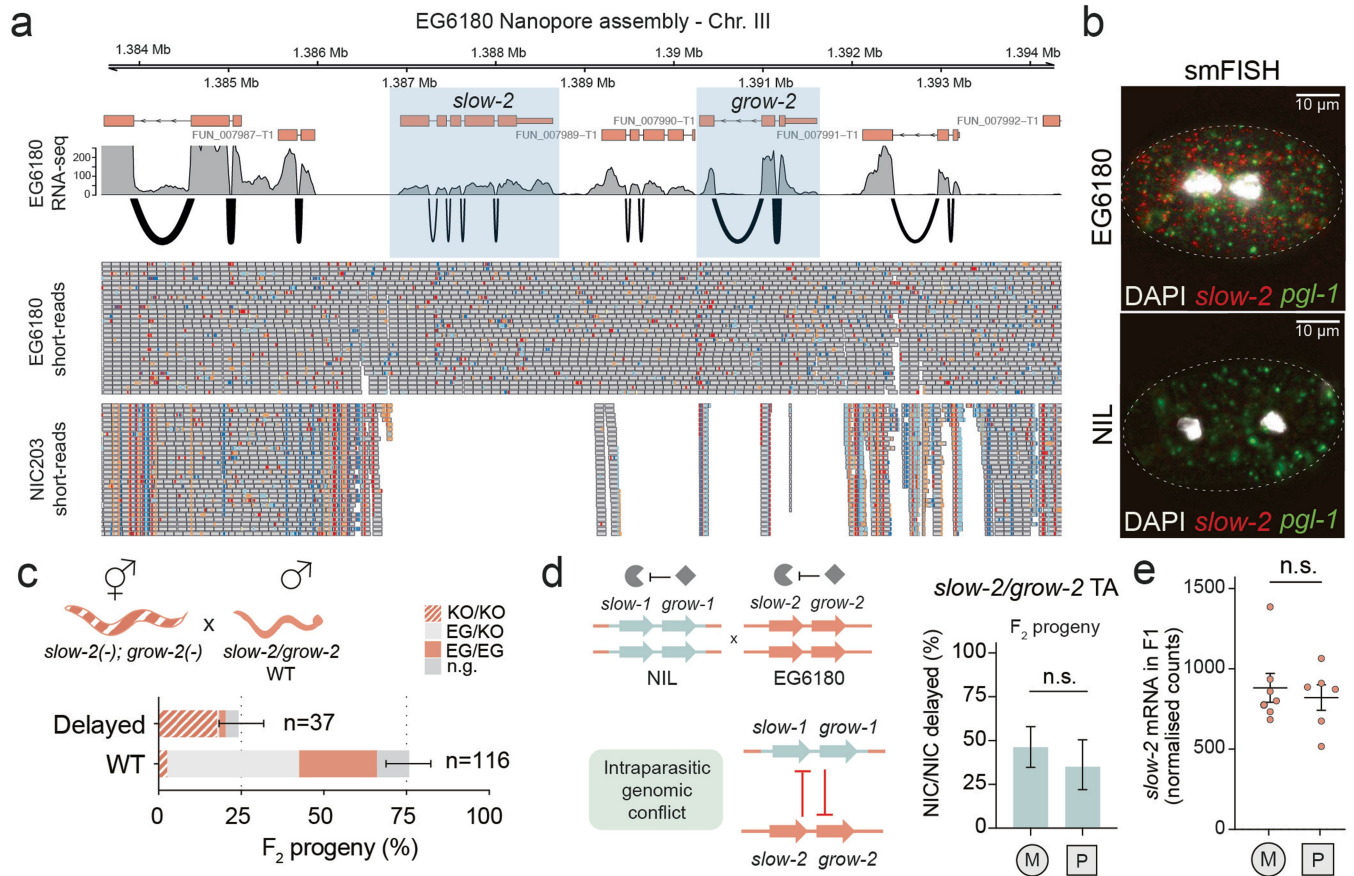 a
EG6180 Nanopore assembly - Chr. III
1.384 Mb 1.386 Mb 1.388 Mb 1.39 Mb 1.392 Mb 1.394 Mb
1.385 Mb 1.387 Mb 1.389 Mb 1.391 Mb 1.393 Mb
slow-2 grow-2
FUN_007990-T1 FUN_007992-T1
FUN_007987-T1 FUN_007989-T1 FUN_007991-T1
EG6180
RNA-seq
200
100
0
EG6180
short-reads
NIC203
short-reads
b
smFISH
10 µm
EG6180
DAPI slow-2 pgl-1
10 µm
NIL
DAPI slow-2 pgl-1
c
x
slow-2(-); grow-2(-)
slow-2/grow-2
WT
KO/KO
EG/KO
EG/EG
n.g.
Delayed
n=37
WT
n=116
0 25 50 75 100
F2 progeny (%)
d
slow-1 grow-1 slow-2 grow-2
x
NIL EG6180
Intraparasitic
genomic
conflict
slow-1 grow-1
slow-2 grow-2
slow-2/grow-2 TA
F2 progeny
NIC/NIC delayed (%)
100
75
50
25
0
n.s.
M P
e
n.s.
slow-2 mRNA in F1
(normalised counts)
1500
1000
500
0
M P